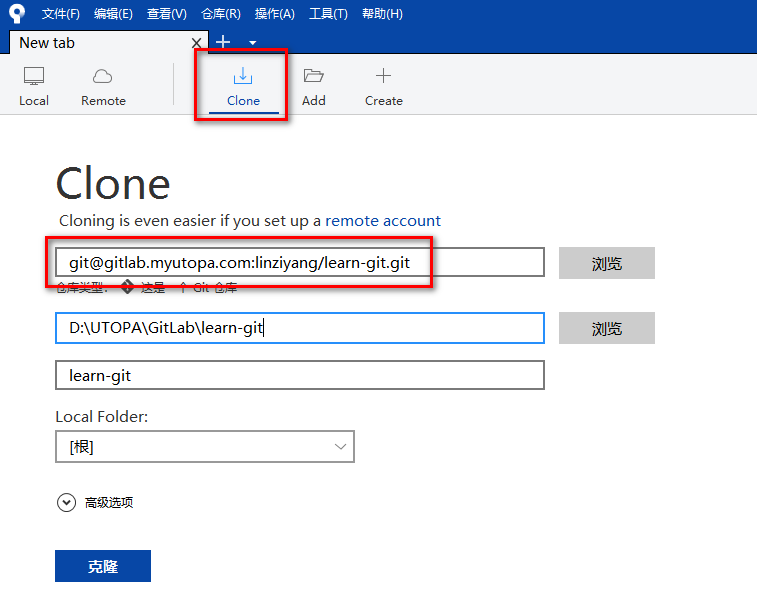 文件(F) 编辑(E) 查看(V) 仓库(R) 操作(A) 工具(T) 帮助(H)
New tab
Local Remote Clone Add Create
Clone
Cloning is even easier if you set up a remote account
git@gitlab.myutopa.com:linziyang/learn-git.git 浏览
仓库类型: 这是一个 Git 仓库
D:\UTOPA\GitLab\learn-git 浏览
learn-git
Local Folder:
[根]
高级选项
克隆